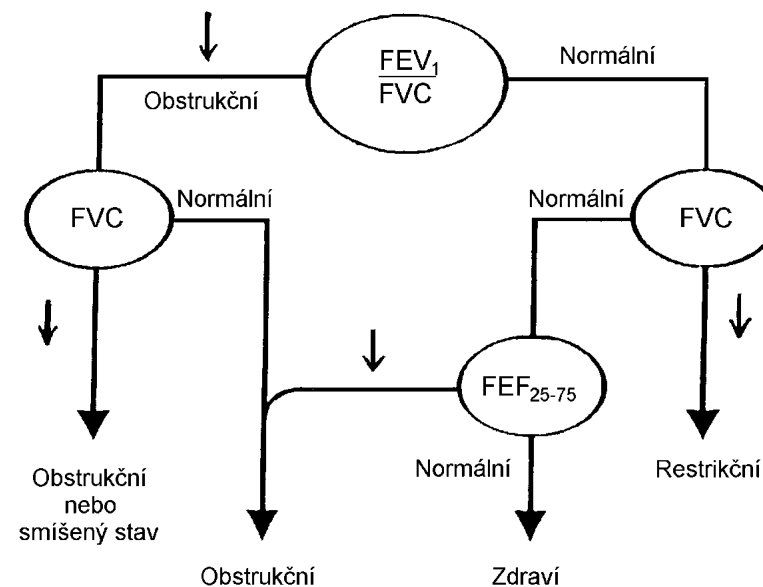 FEV₁
FVC
Normální
Obstrukční
FVC
Normální
Normální
FVC
FEF₂₅₋₇₅
Normální
Restrikční
Obstrukční
nebo
smíšený stav
Obstrukční
Zdraví